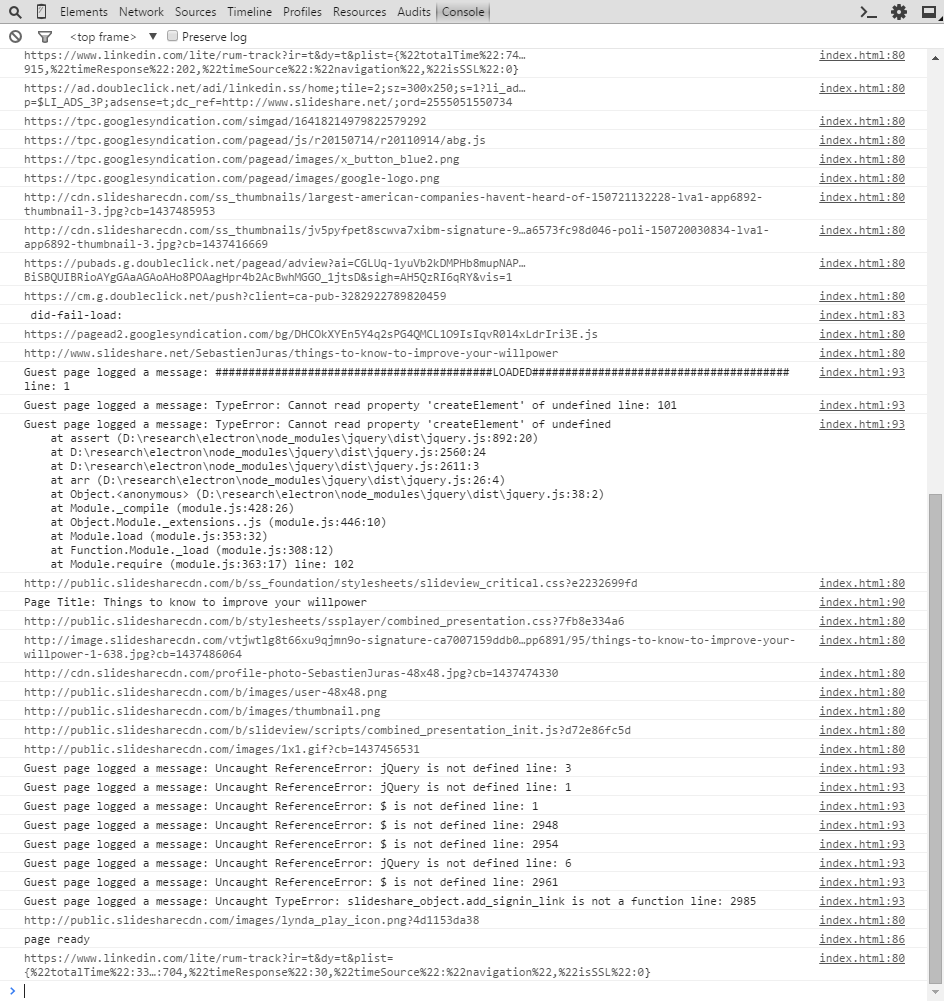 Elements Network Sources Timeline Profiles Resources Audits Console
<top frame> ▼ Preserve log
https://www.linkedin.com/lite/rum-track?ir=t&dy=t&plist={%22totalTime%22:74… index.html:80
915,%22timeResponse%22:202,%22timeSource%22:%22navigation%22,%22isSSL%22:0}
https://ad.doubleclick.net/adi/linkedin.ss/home;tile=2;sz=300x250;s=1?li_ad… index.html:80
p=$LI_ADS_3P;adsense=t;dc_ref=http://www.slideshare.net/;ord=2555051550734
https://tpc.googlesyndication.com/simgad/16418214979822579292 index.html:80
https://tpc.googlesyndication.com/pagead/js/r20150714/r20110914/abg.js index.html:80
https://tpc.googlesyndication.com/pagead/images/x_button_blue2.png index.html:80
https://tpc.googlesyndication.com/pagead/images/google-logo.png index.html:80
http://cdn.slidesharecdn.com/ss_thumbnails/largest-american-companies-havent-heard-of-150721132228-lva1-app6892- index.html:80
thumbnail-3.jpg?cb=1437485953
http://cdn.slidesharecdn.com/ss_thumbnails/jv5pyfpet8scwva7xibm-signature-9…a6573fc98d046-poli-150720030834-lva1- index.html:80
app6892-thumbnail-3.jpg?cb=1437416669
https://pubads.g.doubleclick.net/pagead/adview?ai=CGLUq-1yuVb2kDMPHb8mupNAP… index.html:80
BiSBQUIBRioAYgGAaAGAoAHo8POAagHpr4b2AcBwhMGGO_1jtsD&sigh=AH5QzRI6qRY&vis=1
https://cm.g.doubleclick.net/push?client=ca-pub-3282922789820459 index.html:80
did-fail-load: index.html:83
https://pagead2.googlesyndication.com/bg/DHCOkXYEn5Y4q2sPG4QMCL1O9IsIqvR0l4xLdrIri3E.js index.html:80
http://www.slideshare.net/SebastienJuras/things-to-know-to-improve-your-willpower index.html:80
Guest page logged a message: ##########################################LOADED####################################### index.html:93
line: 1
Guest page logged a message: TypeError: Cannot read property 'createElement' of undefined line: 101 index.html:93
Guest page logged a message: TypeError: Cannot read property 'createElement' of undefined index.html:93
at assert (D:\research\electron\node_modules\jquery\dist\jquery.js:892:20)
at D:\research\electron\node_modules\jquery\dist\jquery.js:2560:24
at D:\research\electron\node_modules\jquery\dist\jquery.js:2611:3
at arr (D:\research\electron\node_modules\jquery\dist\jquery.js:26:4)
at Object.<anonymous> (D:\research\electron\node_modules\jquery\dist\jquery.js:38:2)
at Module._compile (module.js:428:26)
at Object.Module._extensions..js (module.js:446:10)
at Module.load (module.js:353:32)
at Function.Module._load (module.js:308:12)
at Module.require (module.js:363:17) line: 102
http://public.slidesharecdn.com/b/ss_foundation/stylesheets/slideview_critical.css?e2232699fd index.html:80
Page Title: Things to know to improve your willpower index.html:90
http://public.slidesharecdn.com/b/stylesheets/ssplayer/combined_presentation.css?7fb8e334a6 index.html:80
http://image.slidesharecdn.com/vtjwtlg8t66xu9qjmn9o-signature-ca7007159ddb0…pp6891/95/things-to-know-to-improve-your- index.html:80
willpower-1-638.jpg?cb=1437486064
http://cdn.slidesharecdn.com/profile-photo-SebastienJuras-48x48.jpg?cb=1437474330 index.html:80
http://public.slidesharecdn.com/b/images/user-48x48.png index.html:80
http://public.slidesharecdn.com/b/images/thumbnail.png index.html:80
http://public.slidesharecdn.com/b/slideview/scripts/combined_presentation_init.js?d72e86fc5d index.html:80
http://public.slidesharecdn.com/images/1x1.gif?cb=1437456531 index.html:80
Guest page logged a message: Uncaught ReferenceError: jQuery is not defined line: 3 index.html:93
Guest page logged a message: Uncaught ReferenceError: jQuery is not defined line: 1 index.html:93
Guest page logged a message: Uncaught ReferenceError: $ is not defined line: 1 index.html:93
Guest page logged a message: Uncaught ReferenceError: $ is not defined line: 2948 index.html:93
Guest page logged a message: Uncaught ReferenceError: $ is not defined line: 2954 index.html:93
Guest page logged a message: Uncaught ReferenceError: jQuery is not defined line: 6 index.html:93
Guest page logged a message: Uncaught ReferenceError: $ is not defined line: 2961 index.html:93
Guest page logged a message: Uncaught TypeError: slideshare_object.add_signin_link is not a function line: 2985 index.html:93
http://public.slidesharecdn.com/images/lynda_play_icon.png?4d1153da38 index.html:80
page ready index.html:86
https://www.linkedin.com/lite/rum-track?ir=t&dy=t&plist= index.html:80
{%22totalTime%22:33…:704,%22timeResponse%22:30,%22timeSource%22:%22navigation%22,%22isSSL%22:0}